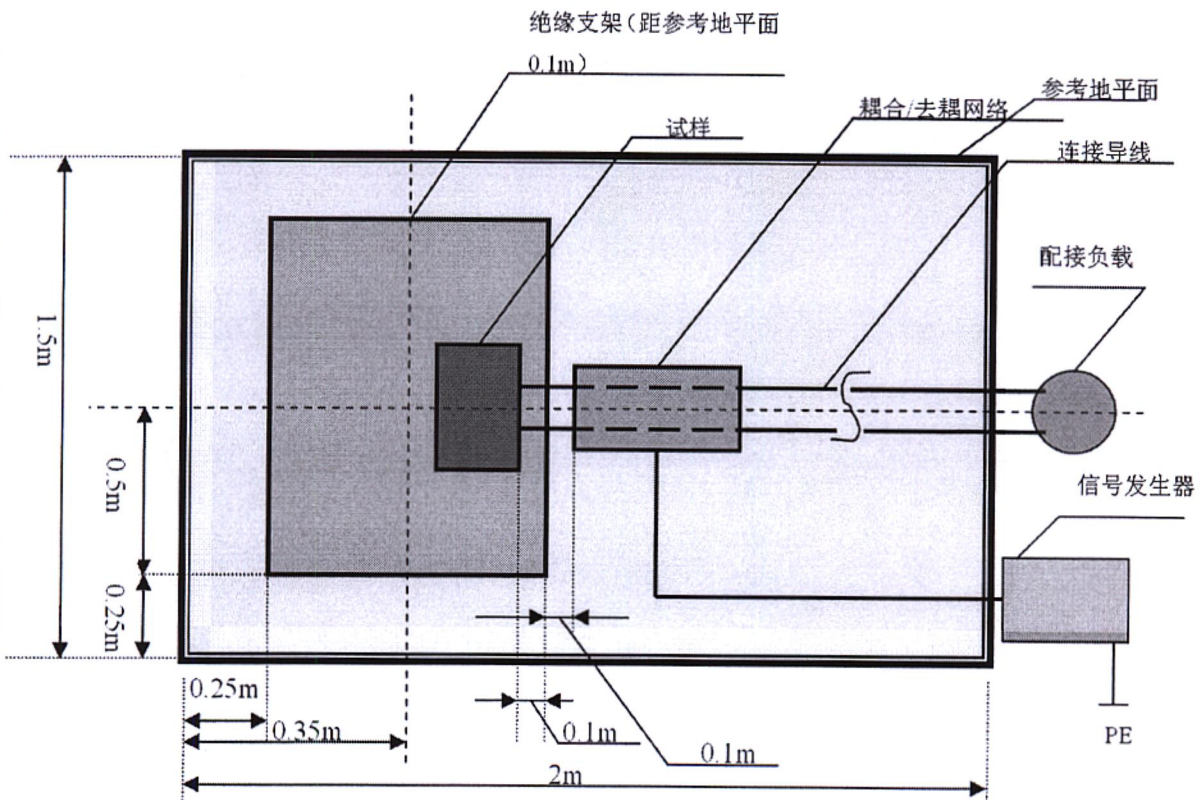 绝缘支架(距参考地平面
0.1m)
参考地平面
耦合/去耦网络
试样
连接导线
配接负载
1.5m
0.5m
信号发生器
0.25m
0.25m
0.35m
0.1m
0.1m
PE
2m